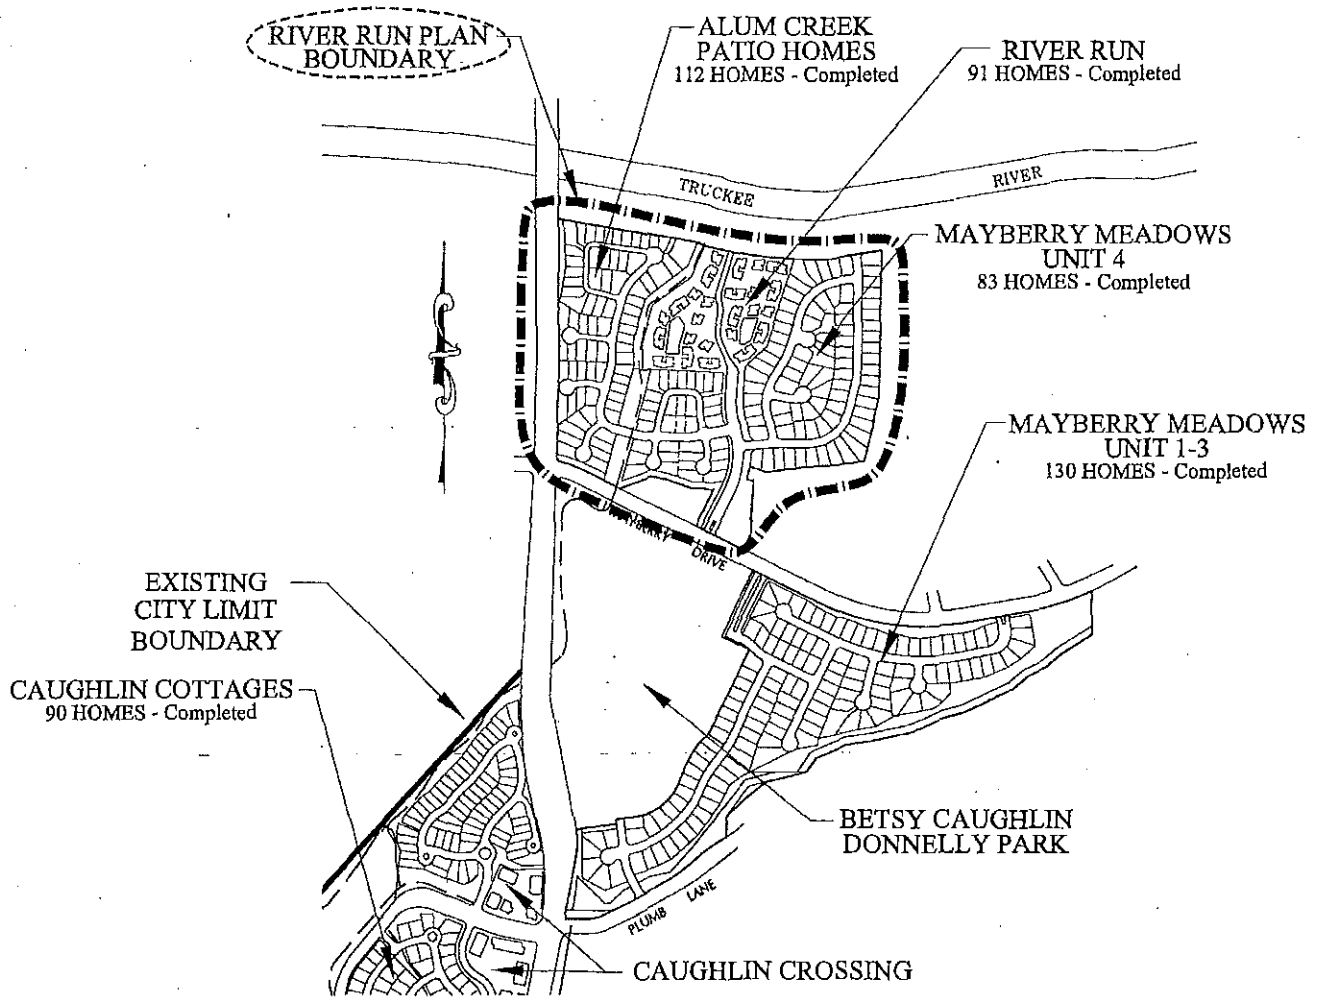 RIVER RUN PLAN
BOUNDARY
ALUM CREEK
PATIO HOMES
112 HOMES - Completed
RIVER RUN
91 HOMES - Completed
TRUCKEE
RIVER
MAYBERRY MEADOWS
UNIT 4
83 HOMES - Completed
MAYBERRY MEADOWS
UNIT 1-3
130 HOMES - Completed
MAYBERRY DRIVE
EXISTING
CITY LIMIT
BOUNDARY
CAUGHLIN COTTAGES
90 HOMES - Completed
BETSY CAUGHLIN
DONNELLY PARK
PLUMB LANE
CAUGHLIN CROSSING